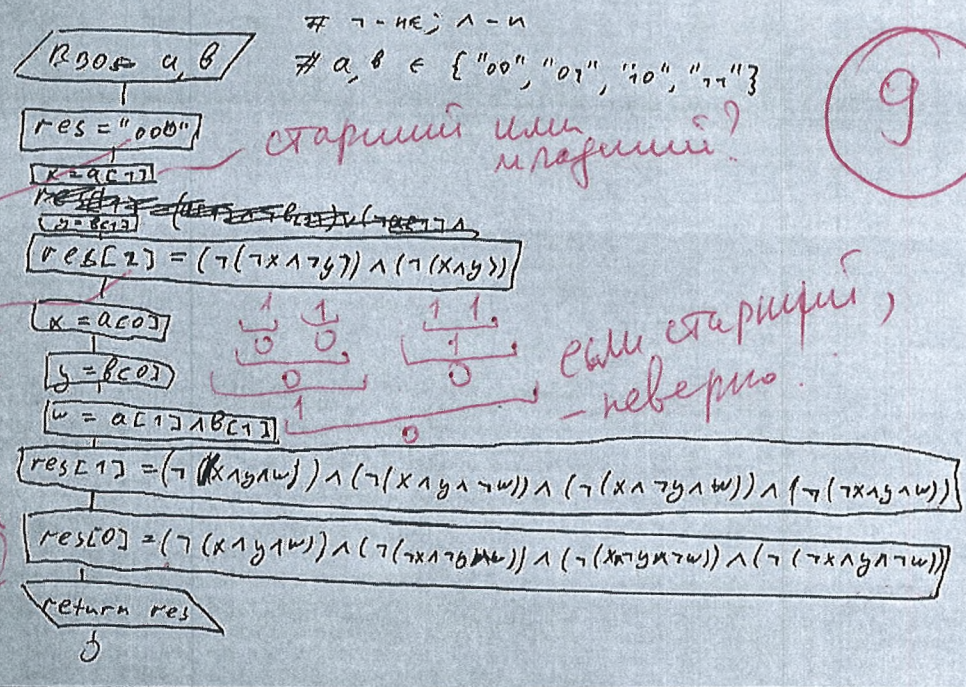 # ¬ - не; ∧ - и
Ввод a, b
# a, b ∈ {"00", "01", "10", "11"}
9
res = "000"
старший или
младший?
x = a[1]
y = b[1]
res[2] = (¬(¬x∧¬y)) ∧ (¬(x∧y))
x = a[0]
1 1 1 1
0 0 1
0 0
1
0
если старший,
- неверно.
y = b[0]
w = a[1] ∧ b[1]
res[1] = (¬(x∧y∧w)) ∧ (¬(x∧y∧¬w)) ∧ (¬(x∧¬y∧w)) ∧ (¬(¬x∧y∧w))
res[0] = (¬(x∧y∧w)) ∧ (¬(¬x∧¬y∧w)) ∧ (¬(x∧¬y∧¬w)) ∧ (¬(¬x∧y∧¬w))
return res